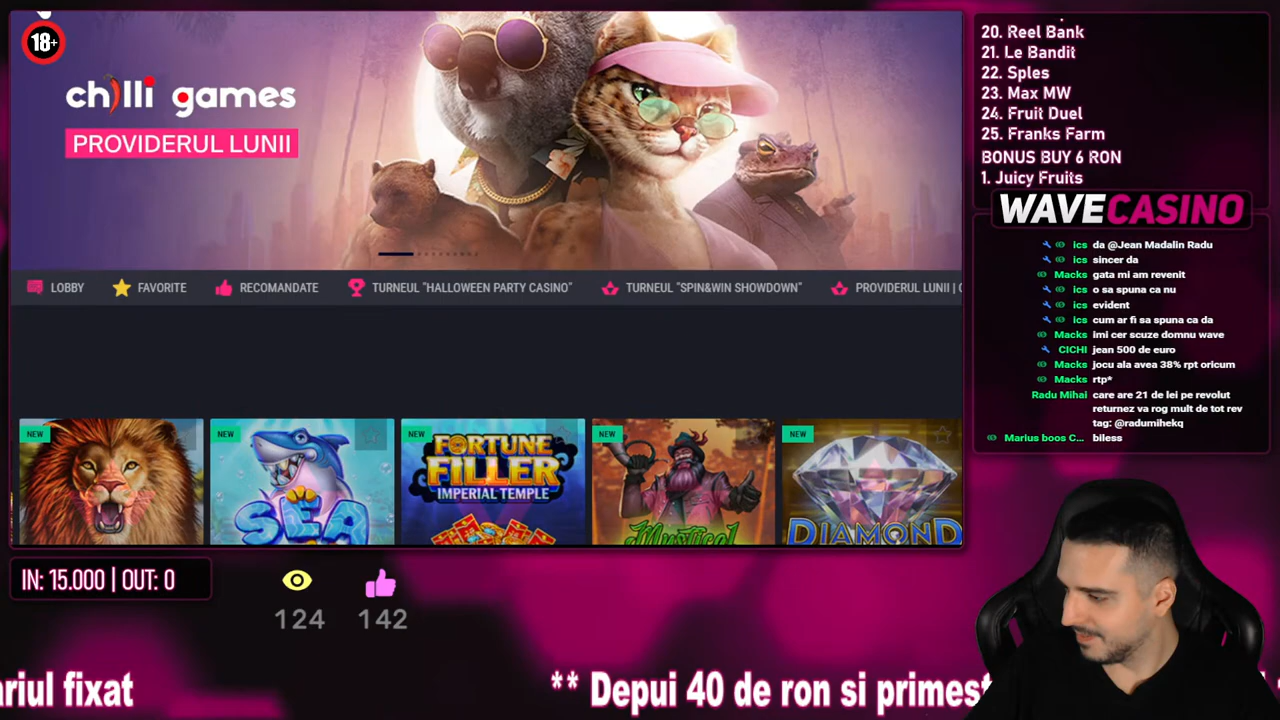 18+
chilli games
PROVIDERUL LUNII
LOBBY
FAVORITE
RECOMANDATE
TURNEUL "HALLOWEEN PARTY CASINO"
TURNEUL "SPIN&WIN SHOWDOWN"
PROVIDERUL LUNII |
NEW
NEW
NEW
NEW
NEW
SEA
FORTUNE
FILLER
IMPERIAL TEMPLE
Mystical
DIAMOND
IN: 15.000 | OUT: 0
124
142
20. Reel Bank
21. Le Bandit
22. Sples
23. Max MW
24. Fruit Duel
25. Franks Farm
BONUS BUY 6 RON
1. Juicy Fruits
WAVECASINO
ics da @Jean Madalin Radu
ics sincer da
Macks gata mi am revenit
ics o sa spuna ca nu
ics evident
ics cum ar fi sa spuna ca da
Macks imi cer scuze domnu wave
CICHI jean 500 de euro
Macks jocu ala avea 38% rpt oricum
Macks rtp*
Radu Mihai care are 21 de lei pe revolut
returnez va rog mult de tot rev
tag: @radumihekq
Marius boos C... biless
ariul fixat
** Depui 40 de ron si primest